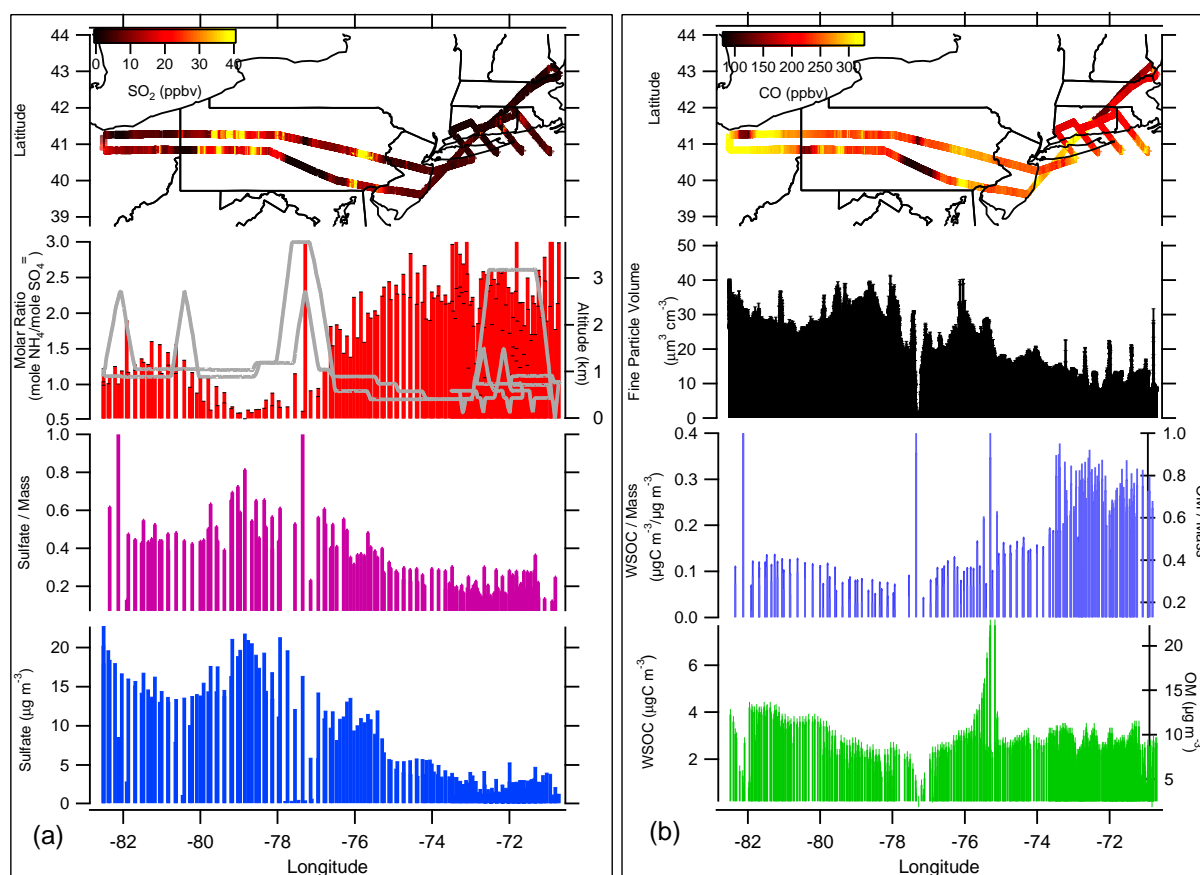 44
43
42
41
40
39
Latitude
0 10 20 30 40
SO2 (ppbv)
3.0
2.5
2.0
1.5
1.0
0.5
Molar Ratio
(mole NH4/mole SO4=
3
2
1
0
Altitude (km)
1.0
0.8
0.6
0.4
0.2
Sulfate / Mass
20
15
10
5
0
Sulfate (µg m-3)
(a)
-82 -80 -78 -76 -74 -72
Longitude
44
43
42
41
40
39
Latitude
100 150 200 250 300
CO (ppbv)
50
40
30
20
10
0
Fine Particle Volume
(µm3 cm-3)
0.4
0.3
0.2
0.1
0.0
WSOC / Mass
µgC m-3/µg m-3
1.0
0.8
0.6
0.4
0.2
OM / Mass
6
4
2
WSOC (µgC m-3)
20
15
10
5
OM (µg m-3)
(b)
-82 -80 -78 -76 -74 -72
Longitude